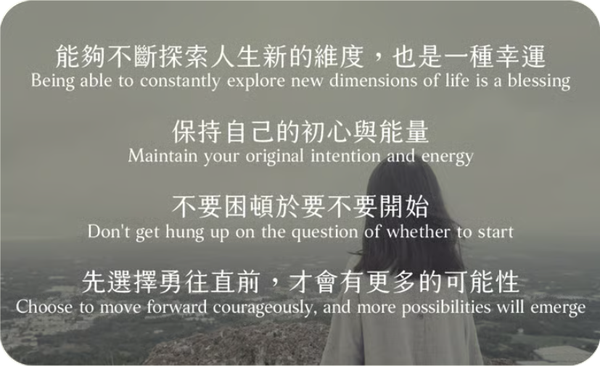 能夠不斷探索人生新的維度，也是一種幸運
Being able to constantly explore new dimensions of life is a blessing
保持自己的初心與能量
Maintain your original intention and energy
不要困頓於要不要開始
Don't get hung up on the question of whether to start
先選擇勇往直前，才會有更多的可能性
Choose to move forward courageously, and more possibilities will emerge